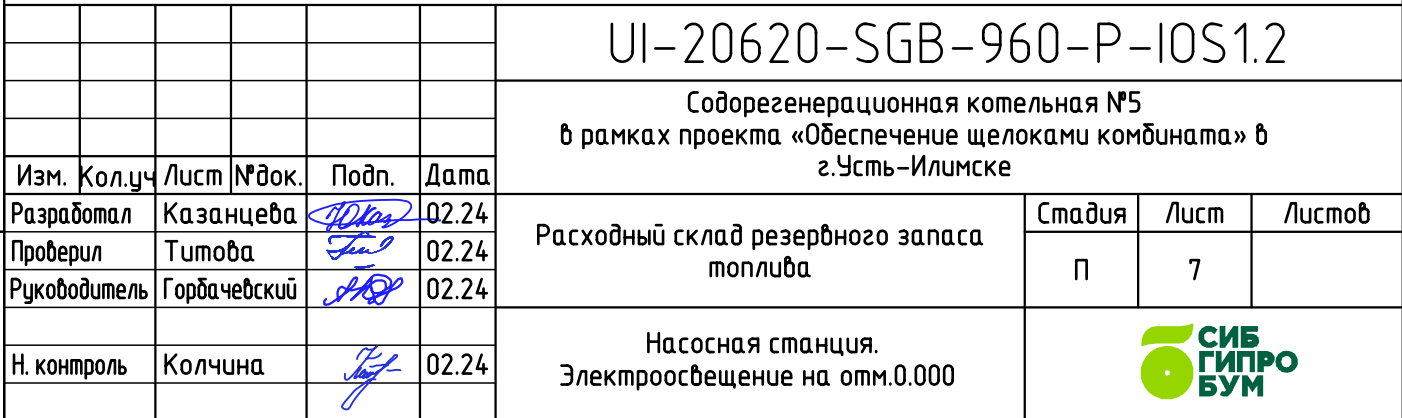 UI-20620-SGB-960-P-IOS1.2
Содорегенерационная котельная №5
в рамках проекта «Обеспечение щелоками комбината» в
г.Усть-Илимске
Изм. Кол.уч Лист №док. Подп. Дата
Разработал Казанцева 02.24
Проверил Титова 02.24
Руководитель Горбачевский 02.24
Н. контроль Колчина 02.24
Расходный склад резервного запаса
топлива
Стадия Лист Листов
П 7
Насосная станция.
Электроосвещение на отм.0.000
СИБ
ГИПРО
БУМ